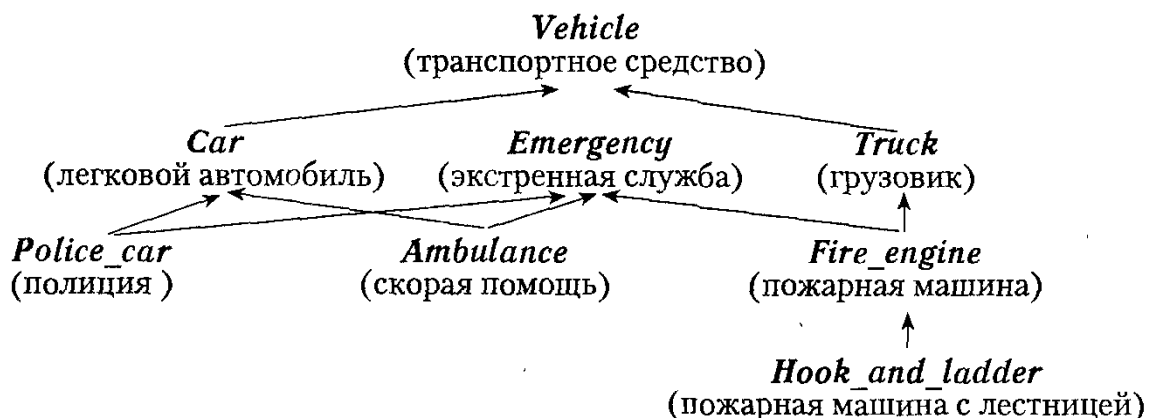 Vehicle
(транспортное средство)
Car Emergency Truck
(легковой автомобиль) (экстренная служба) (грузовик)
Police_car Ambulance Fire_engine
(полиция ) (скорая помощь) (пожарная машина)
Hook_and_ladder
(пожарная машина с лестницей)